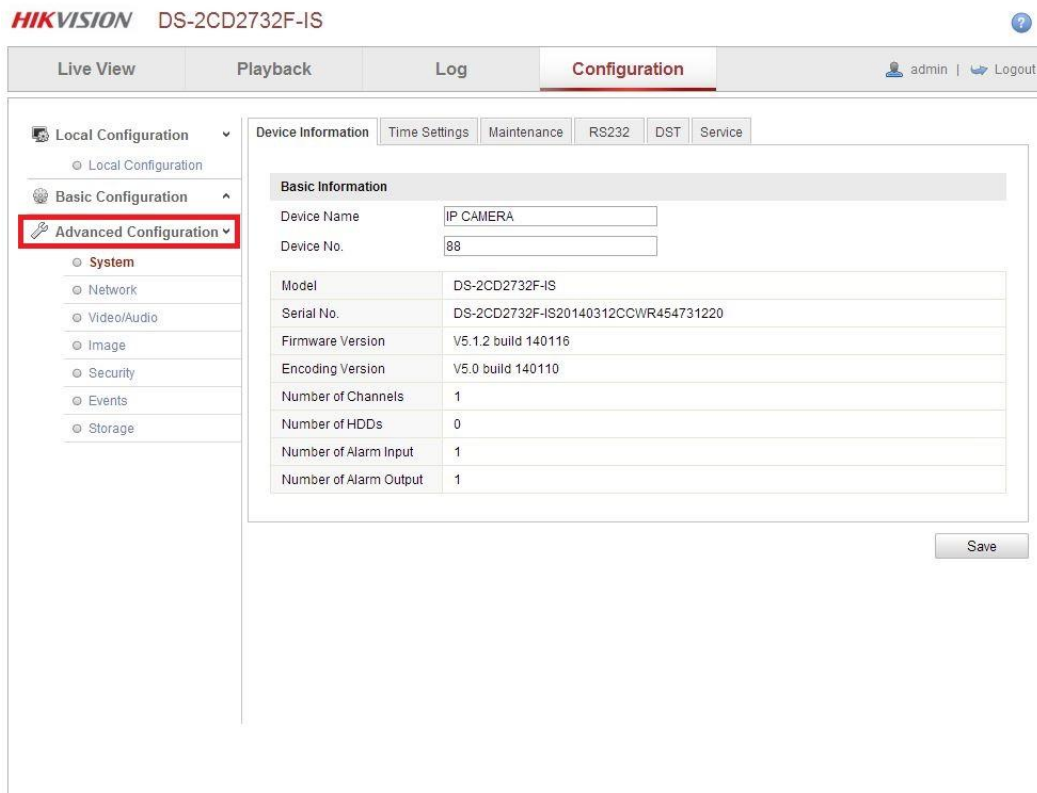 HIKVISION DS-2CD2732F-IS
Live View Playback Log Configuration admin | Logout
Local Configuration
Local Configuration
Basic Configuration
Advanced Configuration
System
Network
Video/Audio
Image
Security
Events
Storage
Device Information Time Settings Maintenance RS232 DST Service
Basic Information
Device Name IP CAMERA
Device No. 88
Model DS-2CD2732F-IS
Serial No. DS-2CD2732F-IS20140312CCWR454731220
Firmware Version V5.1.2 build 140116
Encoding Version V5.0 build 140110
Number of Channels 1
Number of HDDs 0
Number of Alarm Input 1
Number of Alarm Output 1
Save